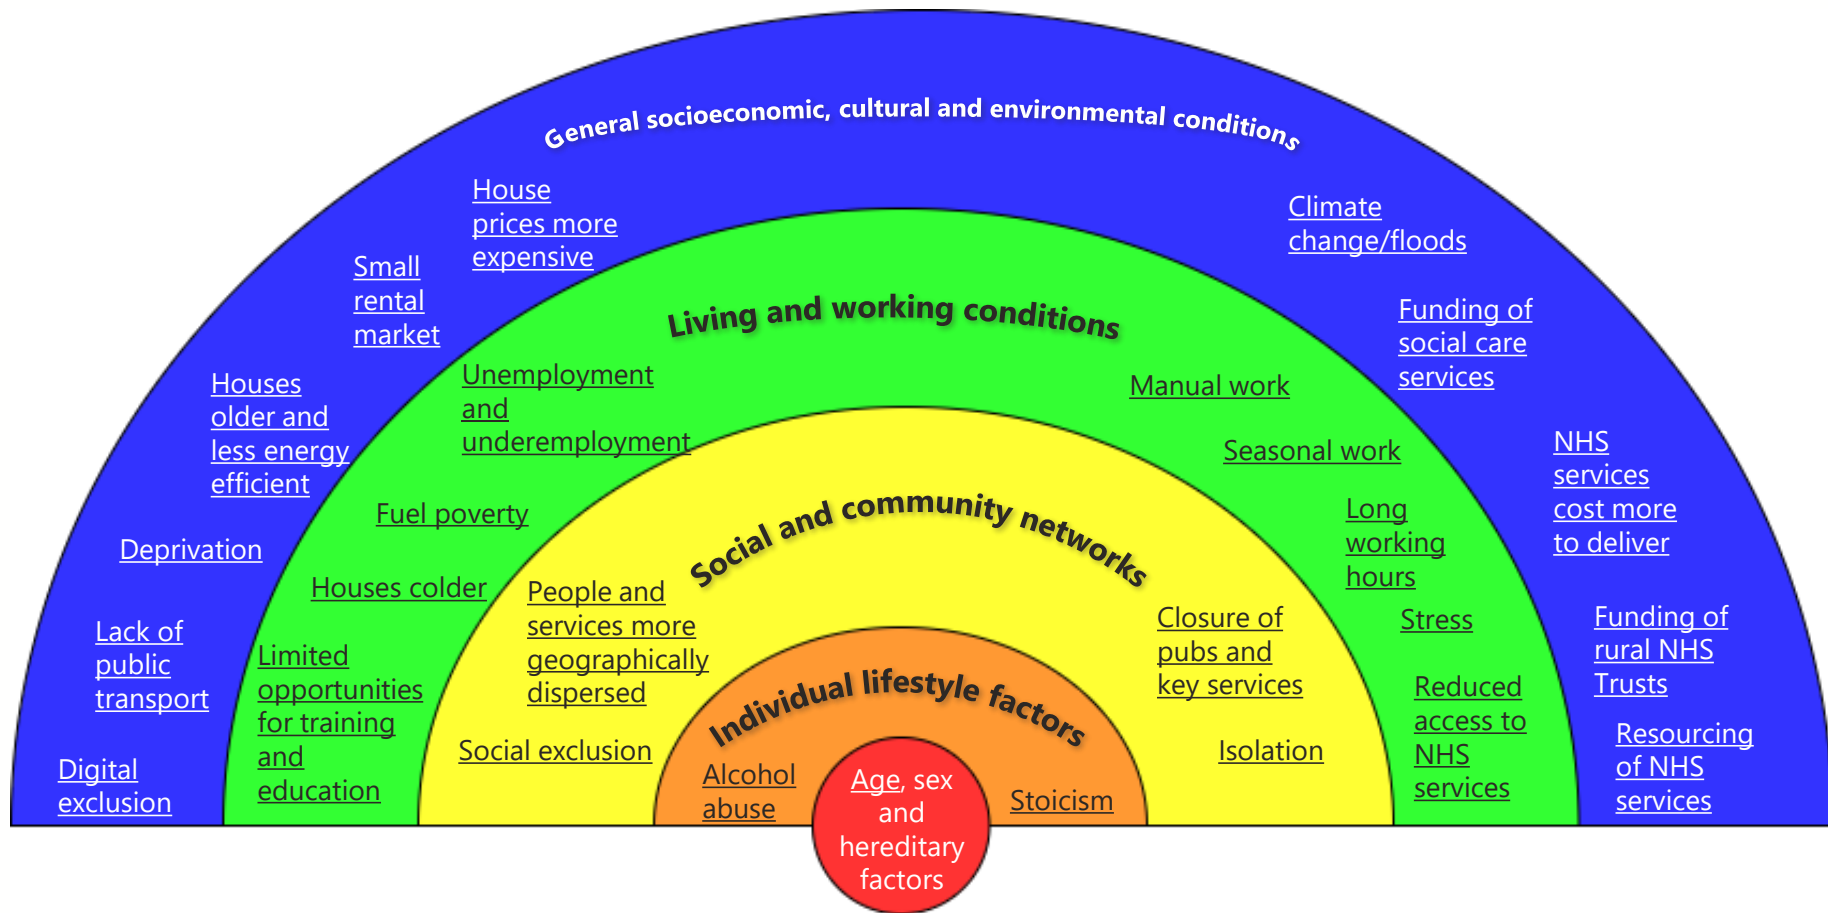 General socioeconomic, cultural and environmental conditions
House
prices more
expensive
Small
rental
market
Houses
older and
less energy
efficient
Deprivation
Lack of
public
transport
Digital
exclusion
Climate
change/floods
Funding of
social care
services
NHS
services
cost more
to deliver
Funding of
rural NHS
Trusts
Resourcing
of NHS
services
Living and working conditions
Unemployment
and
underemployment
Fuel poverty
Houses colder
Limited
opportunities
for training
and
education
Manual work
Seasonal work
Long
working
hours
Stress
Reduced
access to
NHS
services
Social and community networks
People and
services more
geographically
dispersed
Social exclusion
Closure of
pubs and
key services
Isolation
Individual lifestyle factors
Alcohol
abuse
Stoicism
Age, sex
and
hereditary
factors